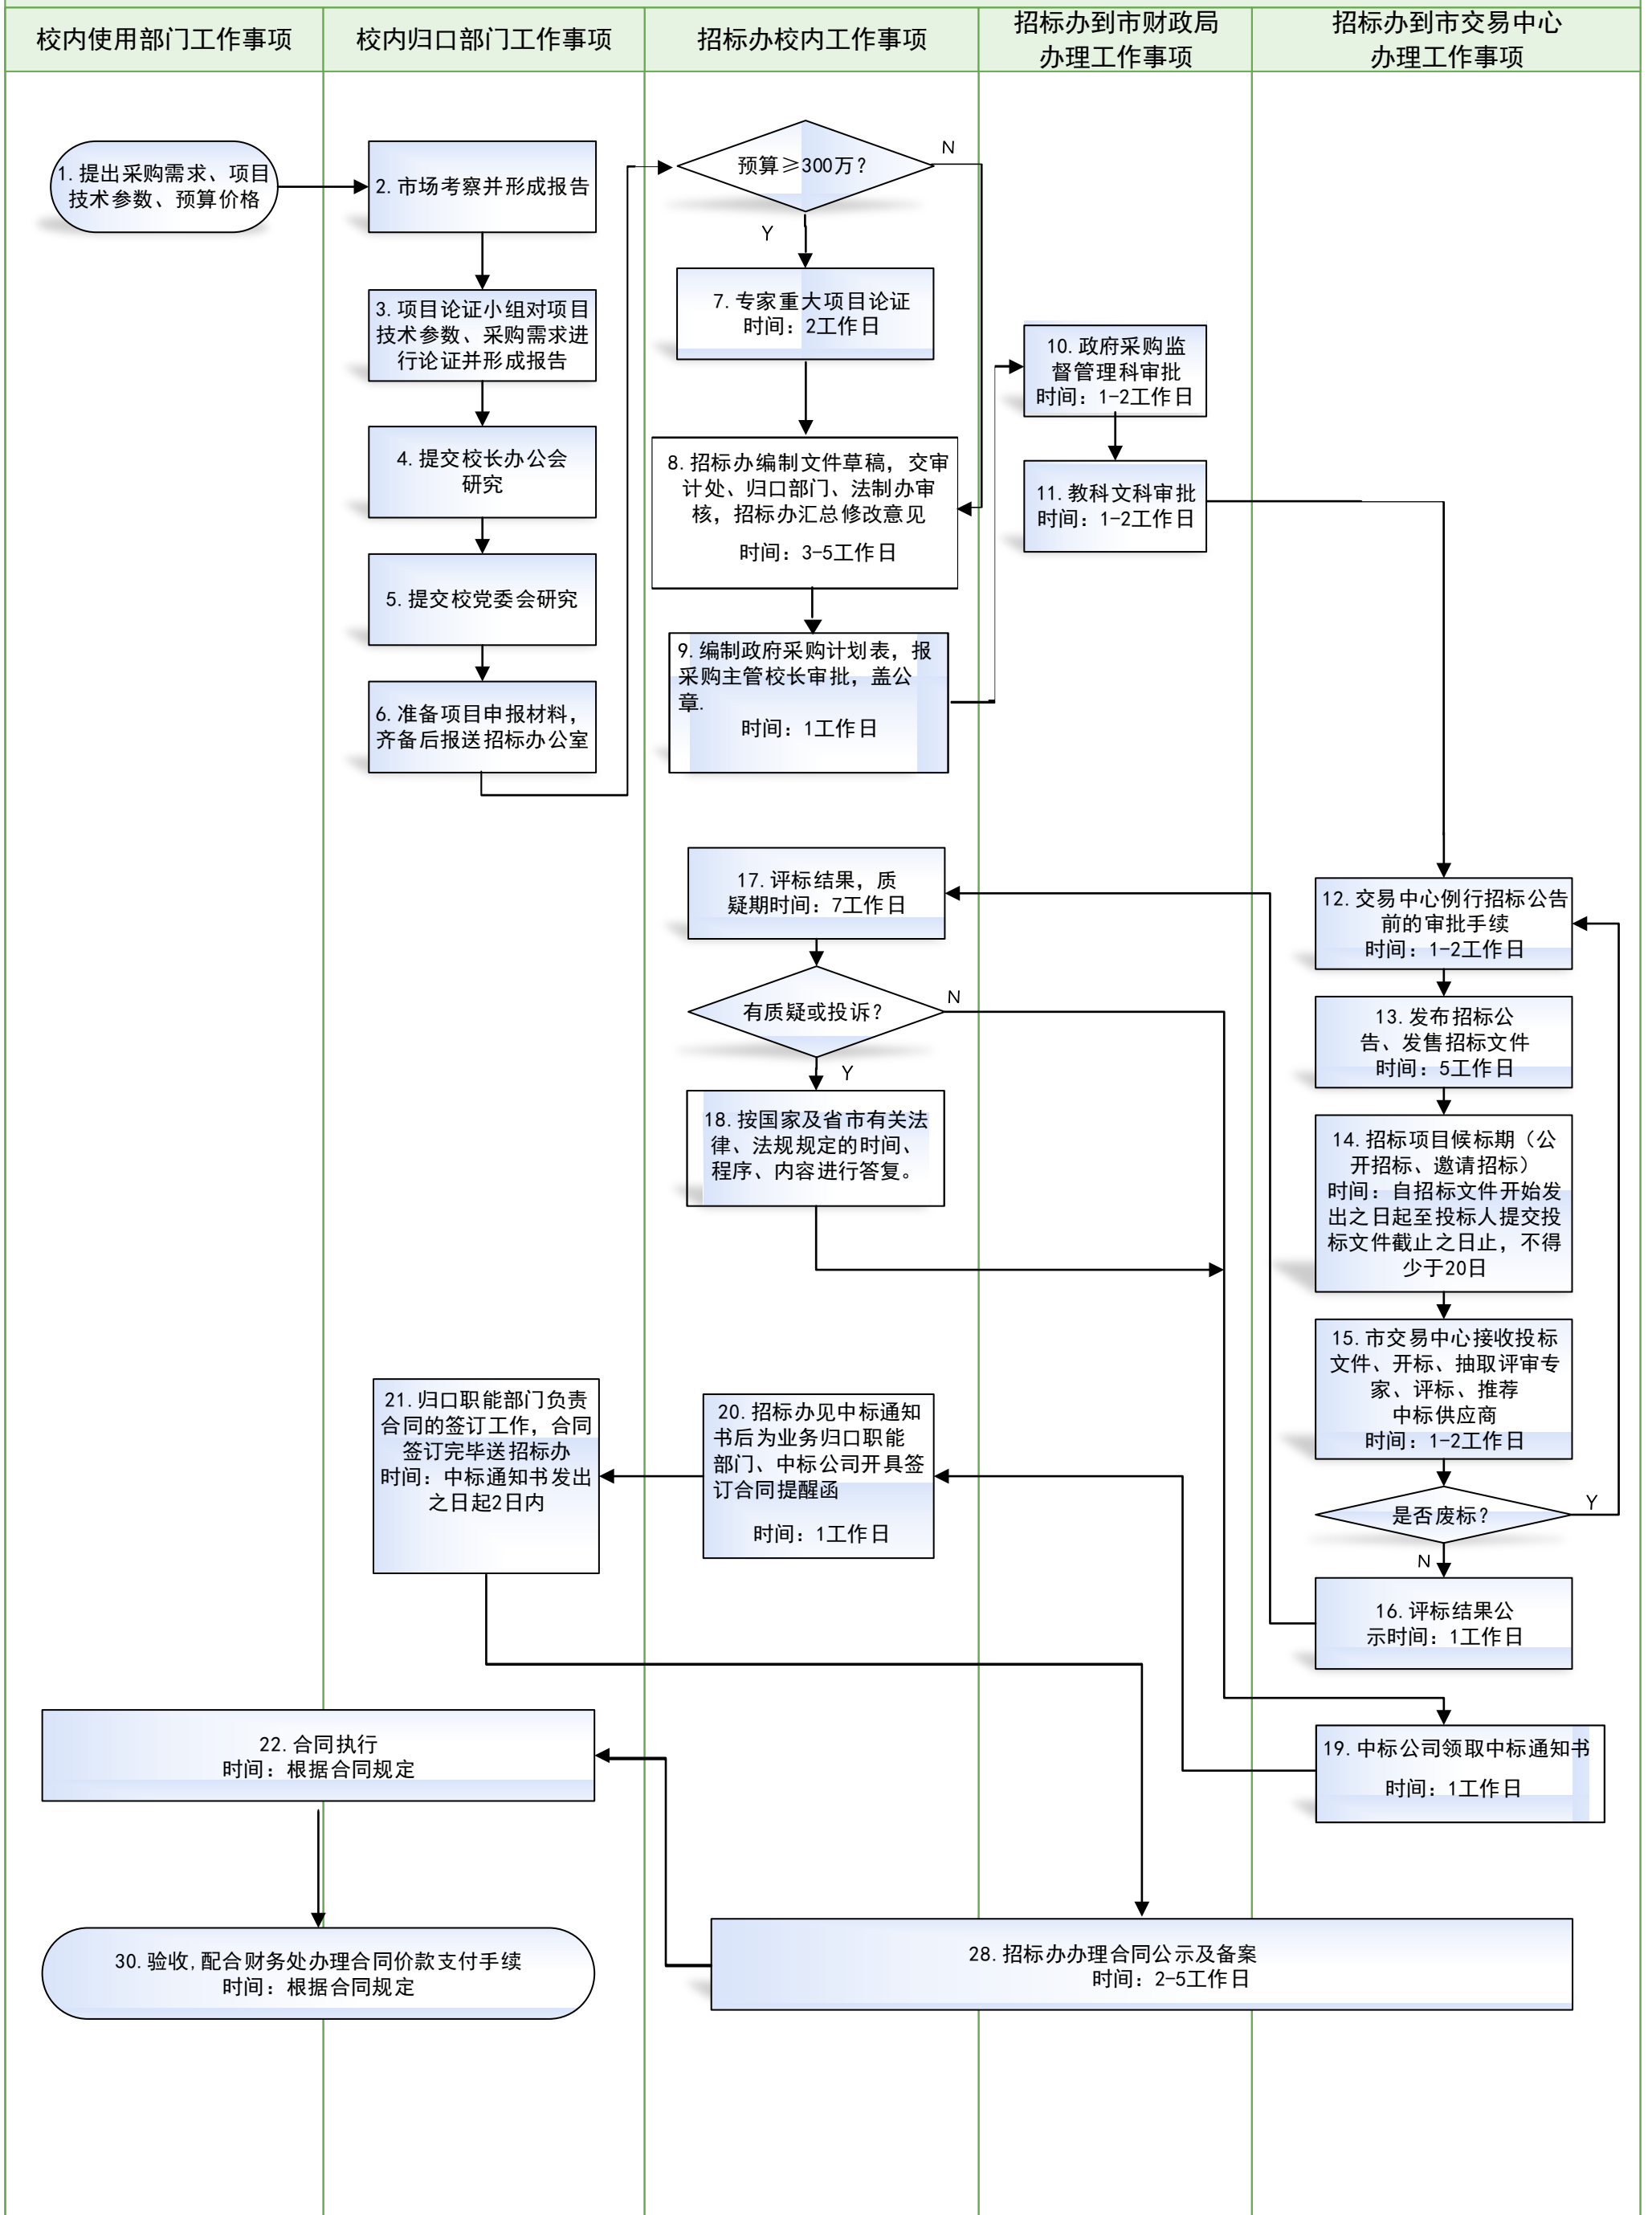 校内使用部门工作事项
校内归口部门工作事项
招标办校内工作事项
招标办到市财政局
办理工作事项
招标办到市交易中心
办理工作事项
1.提出采购需求、项目
技术参数、预算价格
2.市场考察并形成报告
3.项目论证小组对项目
技术参数、采购需求进
行论证并形成报告
4.提交校长办公会
研究
5.提交校党委会研究
6.准备项目申报材料，
齐备后报送招标办公室
预算≥300万？
N
Y
7.专家重大项目论证
时间：2工作日
8.招标办编制文件草稿，交审
计处、归口部门、法制办审
核，招标办汇总修改意见
时间：3-5工作日
9.编制政府采购计划表，报
采购主管校长审批，盖公
章.
时间：1工作日
10.政府采购监
督管理科审批
时间：1-2工作日
11.教科文科审批
时间：1-2工作日
12.交易中心例行招标公告
前的审批手续
时间：1-2工作日
13.发布招标公
告、发售招标文件
时间：5工作日
14.招标项目候标期（公
开招标、邀请招标）
时间：自招标文件开始发
出之日起至投标人提交投
标文件截止之日止，不得
少于20日
15.市交易中心接收投标
文件、开标、抽取评审专
家、评标、推荐
中标供应商
时间：1-2工作日
是否废标？
Y
N
16.评标结果公
示时间：1工作日
17.评标结果，质
疑期时间：7工作日
有质疑或投诉？
N
Y
18.按国家及省市有关法
律、法规规定的时间、
程序、内容进行答复。
19.中标公司领取中标通知书
时间：1工作日
20.招标办见中标通知
书后为业务归口职能
部门、中标公司开具签
订合同提醒函
时间：1工作日
21.归口职能部门负责
合同的签订工作，合同
签订完毕送招标办
时间：中标通知书发出
之日起2日内
28.招标办办理合同公示及备案
时间：2-5工作日
22.合同执行
时间：根据合同规定
30.验收,配合财务处办理合同价款支付手续
时间：根据合同规定